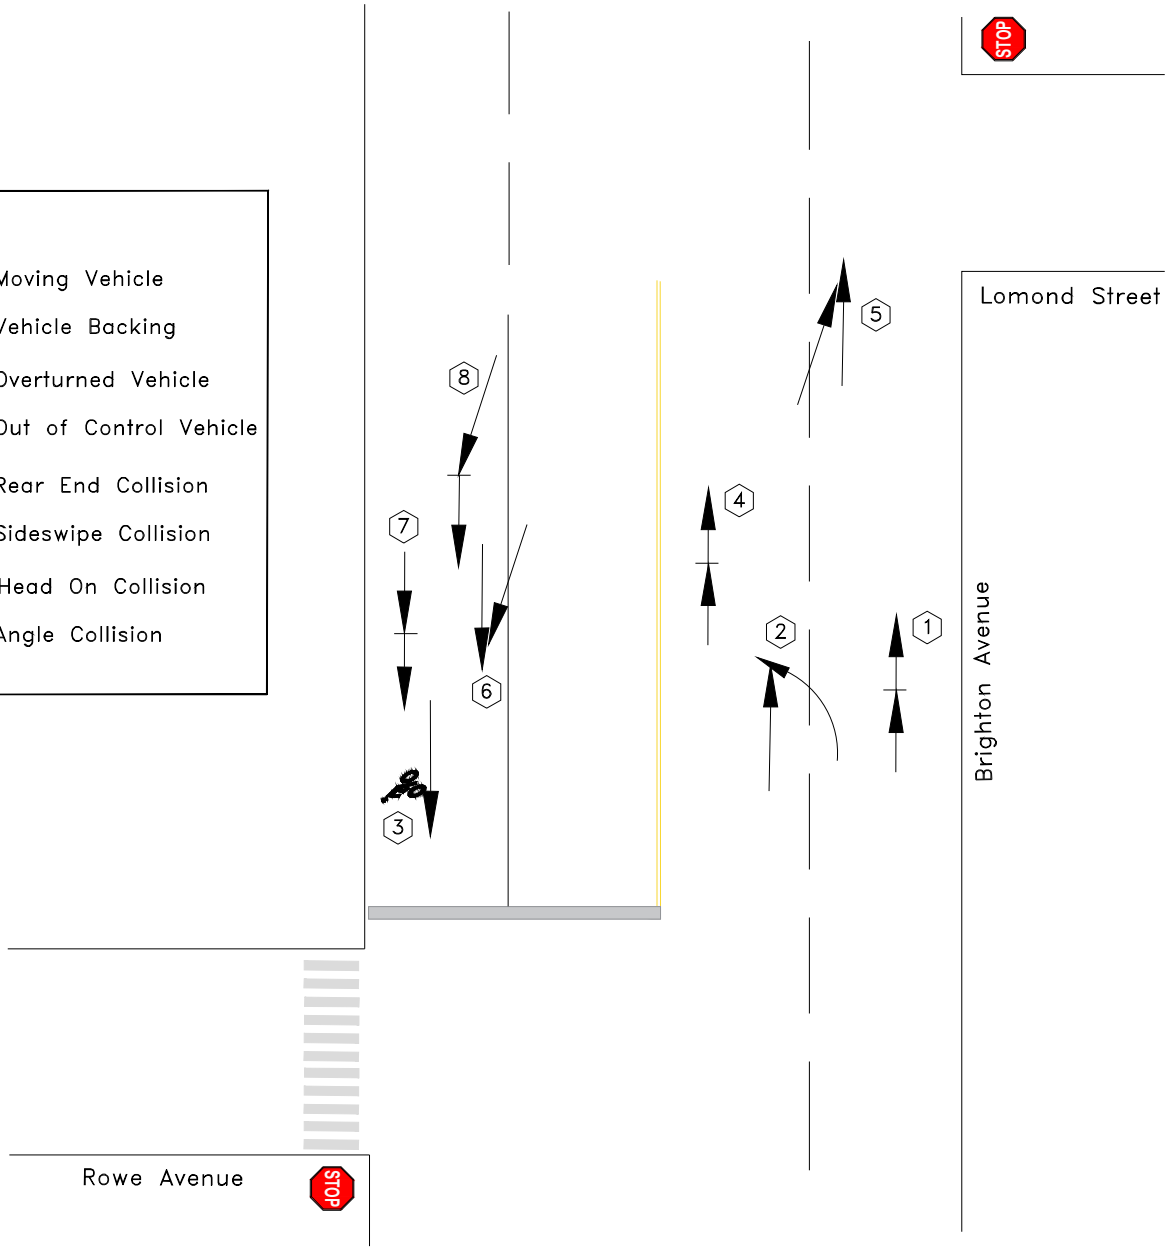 STOP
Moving Vehicle
Vehicle Backing
Overturned Vehicle
Out of Control Vehicle
Rear End Collision
Sideswipe Collision
Head On Collision
Angle Collision
Lomond Street
5
8
4
7
2
1
6
Brighton Avenue
3
Rowe Avenue
STOP